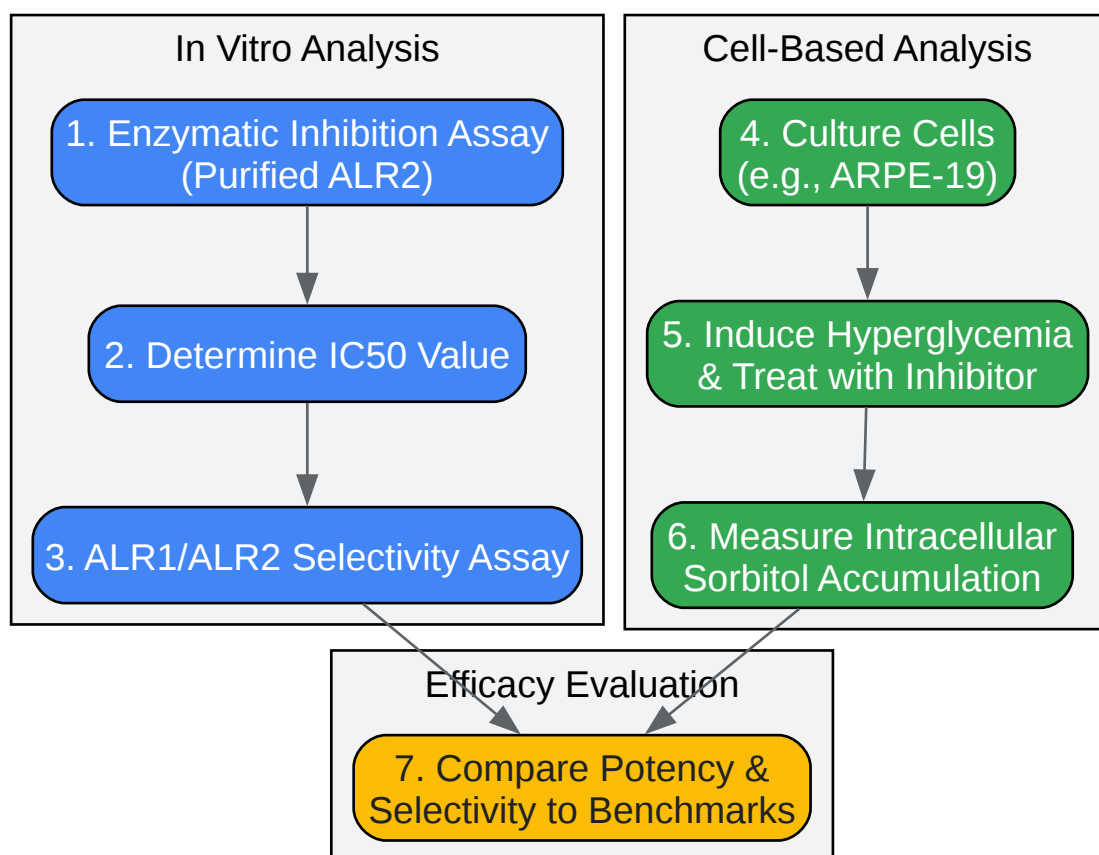 In Vitro Analysis
1. Enzymatic Inhibition Assay
(Purified ALR2)
2. Determine IC50 Value
3. ALR1/ALR2 Selectivity Assay
Cell-Based Analysis
4. Culture Cells
(e.g., ARPE-19)
5. Induce Hyperglycemia
& Treat with Inhibitor
6. Measure Intracellular
Sorbitol Accumulation
Efficacy Evaluation
7. Compare Potency &
Selectivity to Benchmarks